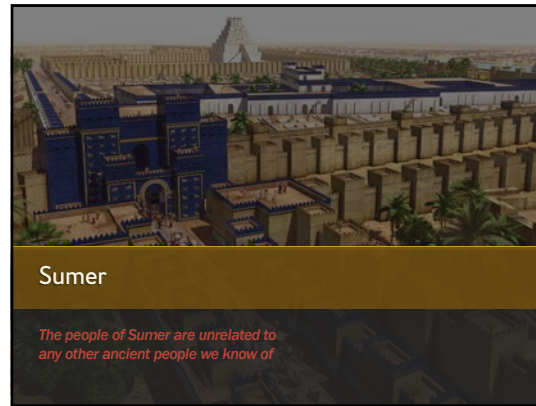 Sumer
The people of Sumer are unrelated to
any other ancient people we know of